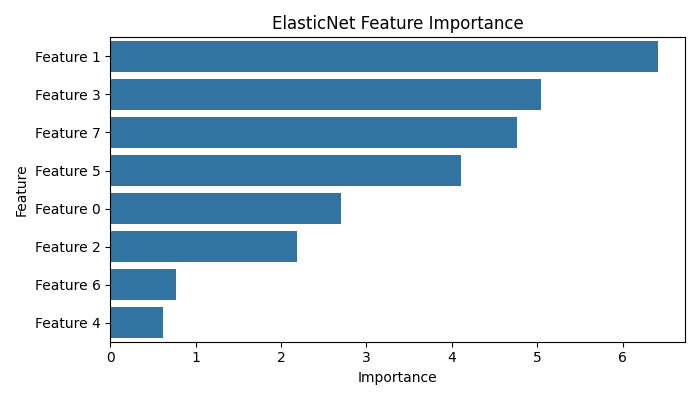 ElasticNet Feature Importance
Feature 1
Feature 3
Feature 7
Feature 5
Feature 0
Feature 2
Feature 6
Feature 4
Feature
0 1 2 3 4 5 6
Importance